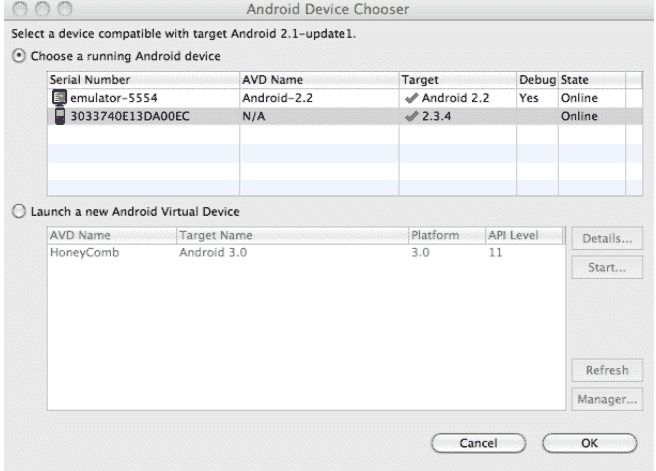 Android Device Chooser
Select a device compatible with target Android 2.1-update1.
Choose a running Android device
Serial Number AVD Name Target Debug State
emulator-5554 Android-2.2 Android 2.2 Yes Online
3033740E13DA00EC N/A 2.3.4 Online
Launch a new Android Virtual Device
AVD Name Target Name Platform API Level Details...
HoneyComb Android 3.0 3.0 11
Start...
Refresh
Manager...
Cancel OK